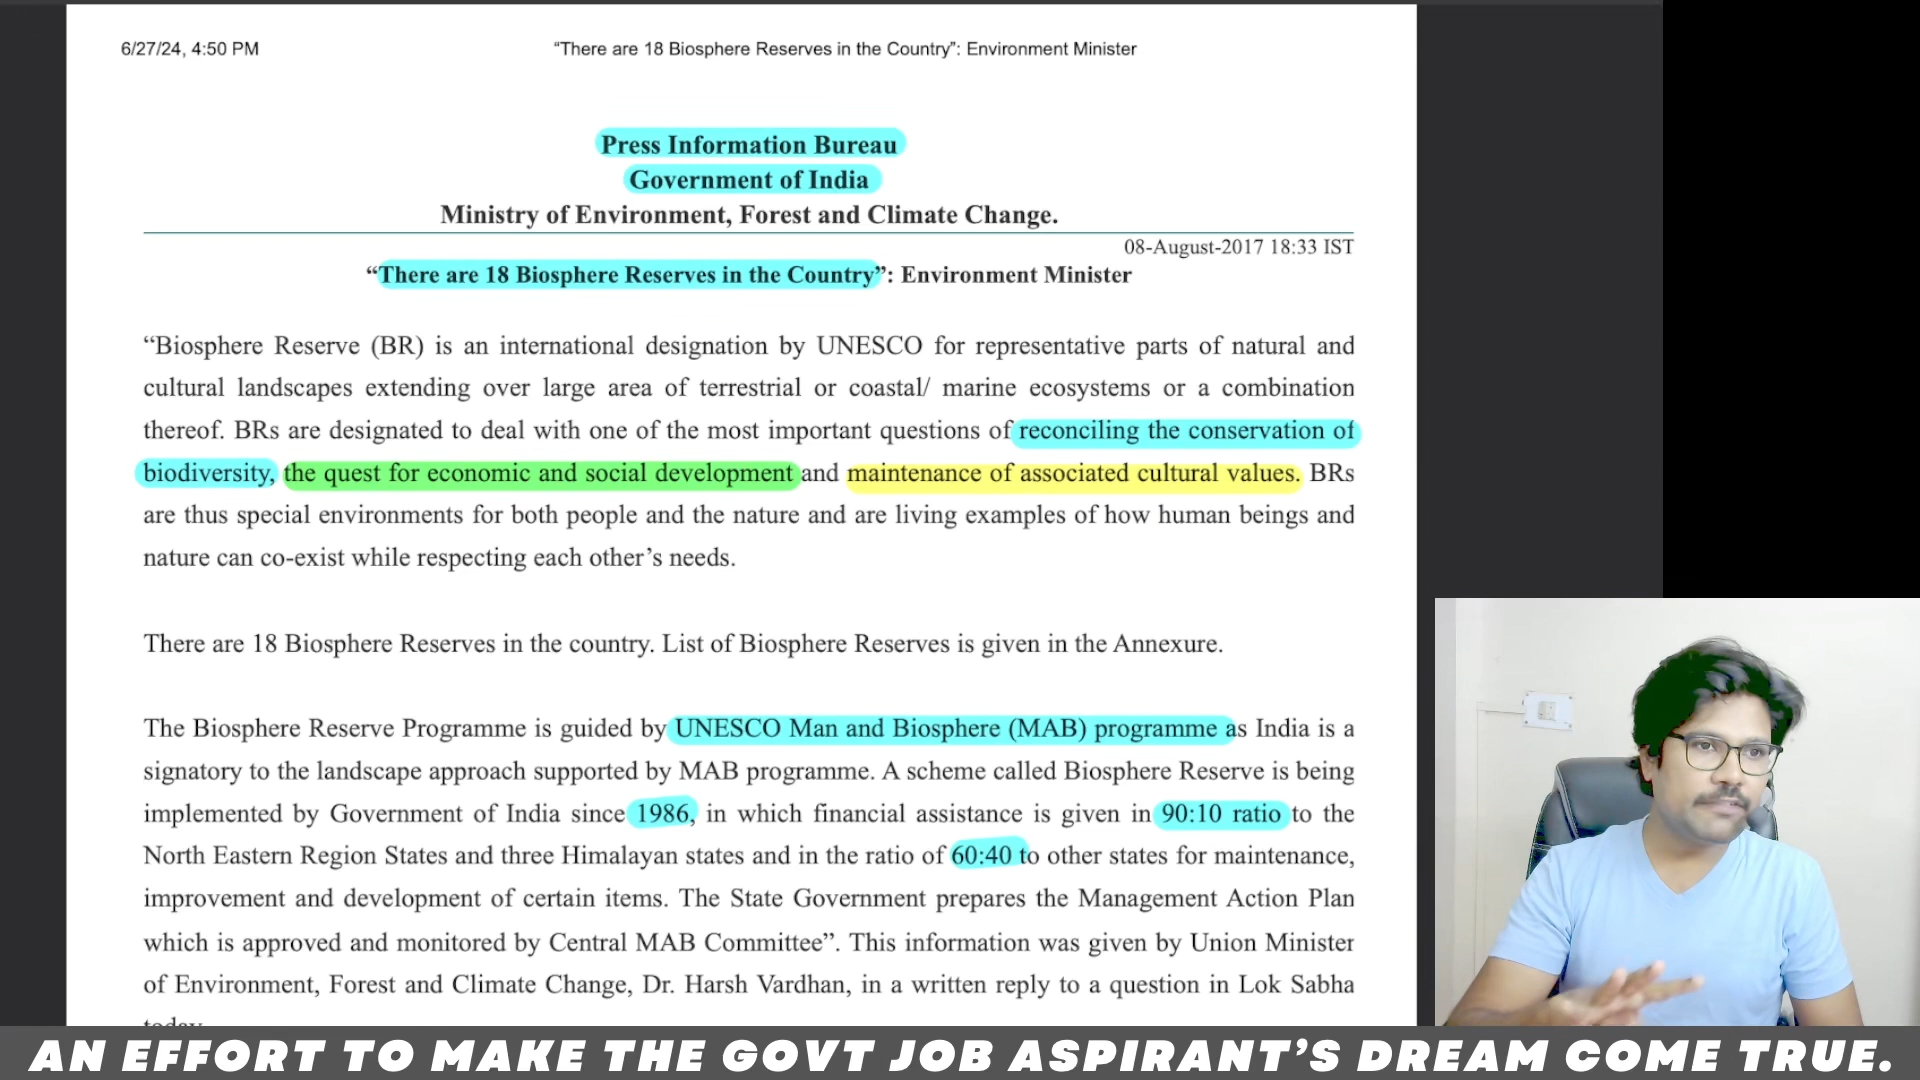 6/27/24, 4:50 PM
“There are 18 Biosphere Reserves in the Country”: Environment Minister
Press Information Bureau
Government of India
Ministry of Environment, Forest and Climate Change.
08-August-2017 18:33 IST
“There are 18 Biosphere Reserves in the Country”: Environment Minister
“Biosphere Reserve (BR) is an international designation by UNESCO for representative parts of natural and
cultural landscapes extending over large area of terrestrial or coastal/ marine ecosystems or a combination
thereof. BRs are designated to deal with one of the most important questions of reconciling the conservation of
biodiversity, the quest for economic and social development and maintenance of associated cultural values. BRs
are thus special environments for both people and the nature and are living examples of how human beings and
nature can co-exist while respecting each other’s needs.
There are 18 Biosphere Reserves in the country. List of Biosphere Reserves is given in the Annexure.
The Biosphere Reserve Programme is guided by UNESCO Man and Biosphere (MAB) programme as India is a
signatory to the landscape approach supported by MAB programme. A scheme called Biosphere Reserve is being
implemented by Government of India since 1986, in which financial assistance is given in 90:10 ratio to the
North Eastern Region States and three Himalayan states and in the ratio of 60:40 to other states for maintenance,
improvement and development of certain items. The State Government prepares the Management Action Plan
which is approved and monitored by Central MAB Committee”. This information was given by Union Minister
of Environment, Forest and Climate Change, Dr. Harsh Vardhan, in a written reply to a question in Lok Sabha
today.
AN EFFORT TO MAKE THE GOVT JOB ASPIRANT’S DREAM COME TRUE.